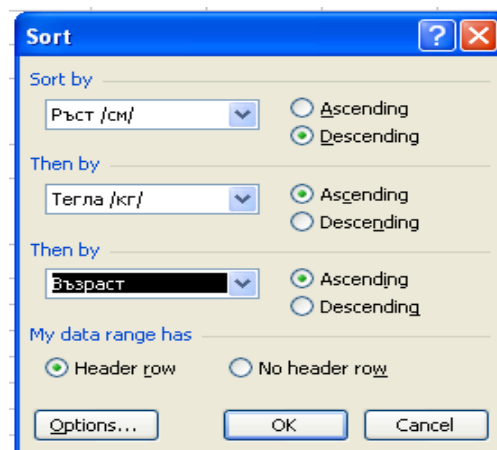 Sort
Sort by
Ръст /см/
Ascending
Descending
Then by
Тегла /кг/
Ascending
Descending
Then by
Възраст
Ascending
Descending
My data range has
Header row
No header row
Options...
OK
Cancel